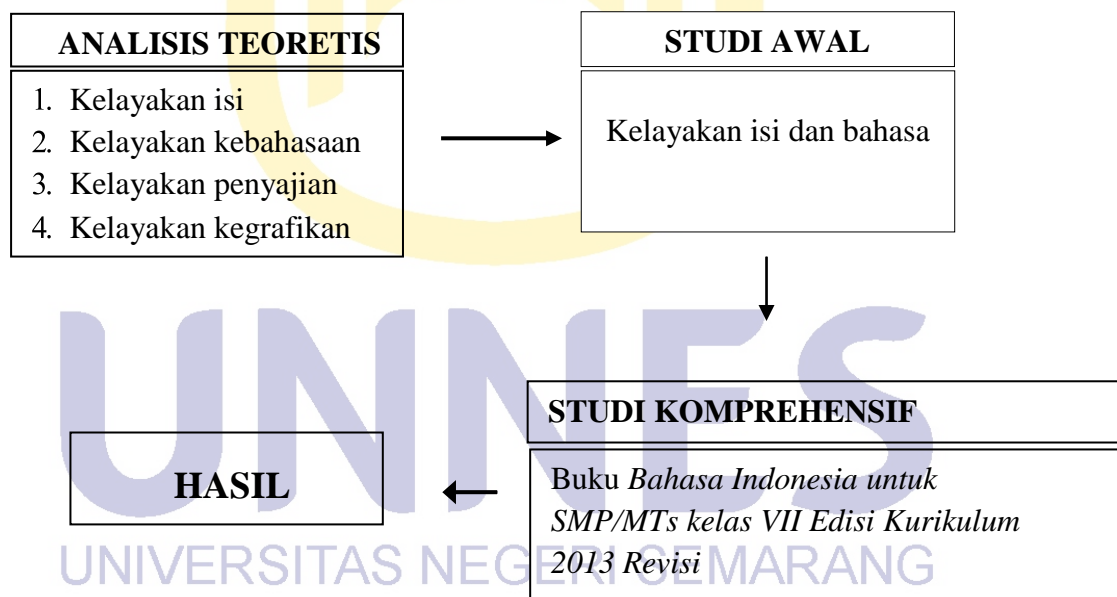 ANALISIS TEORETIS
1. Kelayakan isi
2. Kelayakan kebahasaan
3. Kelayakan penyajian
4. Kelayakan kegrafikan
STUDI AWAL
Kelayakan isi dan bahasa
STUDI KOMPREHENSIF
Buku Bahasa Indonesia untuk
SMP/MTs kelas VII Edisi Kurikulum
2013 Revisi
HASIL
UNNES
UNIVERSITAS NEGERI SEMARANG